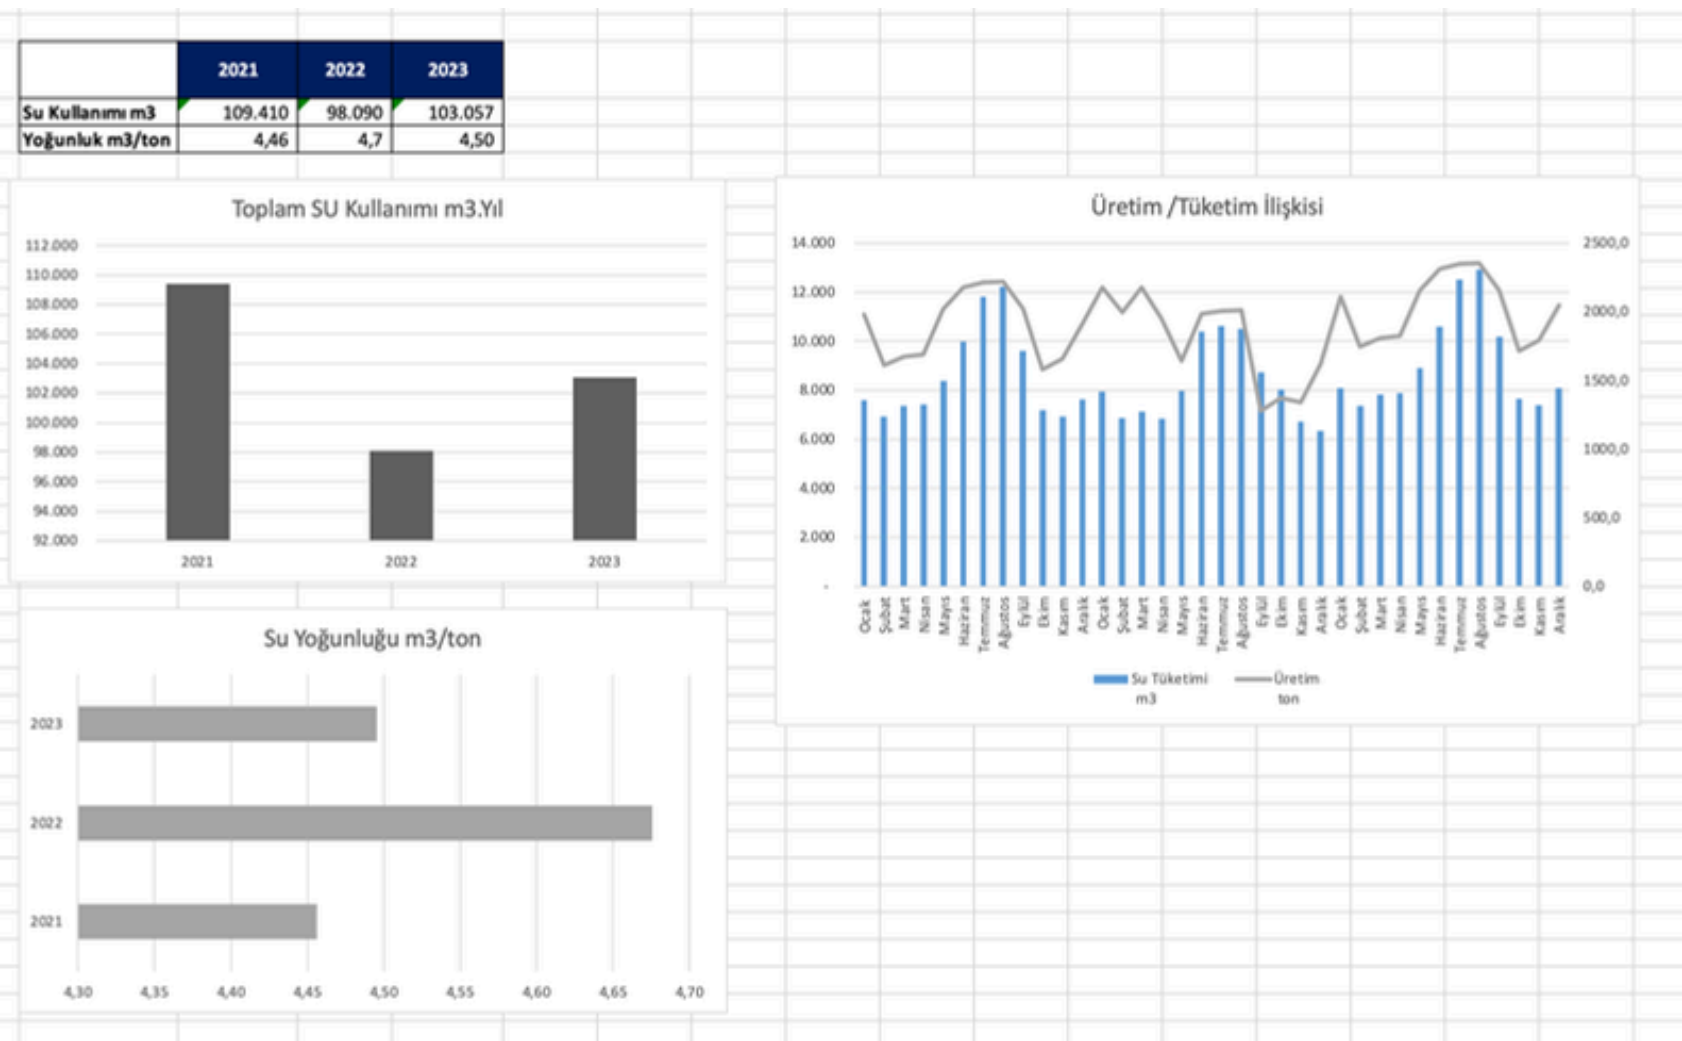 2021 2022 2023
Su Kullanımı m3 109.410 98.090 103.057
Yoğunluk m3/ton 4,46 4,7 4,50
Toplam SU Kullanımı m3.Yıl
112.000
110.000
108.000
106.000
104.000
102.000
100.000
98.000
96.000
94.000
92.000
2021 2022 2023
Üretim /Tüketim İlişkisi
14.000 2500,0
12.000 2000,0
10.000
8.000 1500,0
6.000 1000,0
4.000
2.000 500,0
- 0,0
Ocak Şubat Mart Nisan Mayıs Haziran Temmuz Ağustos Eylül Ekim Kasım Aralık Ocak Şubat Mart Nisan Mayıs Haziran Temmuz Ağustos Eylül Ekim Kasım Aralık Ocak Şubat Mart Nisan Mayıs Haziran Temmuz Ağustos Eylül Ekim Kasım Aralık
Su Tüketimi Üretim
m3 ton
Su Yoğunluğu m3/ton
2023
2022
2021
4,30 4,35 4,40 4,45 4,50 4,55 4,60 4,65 4,70